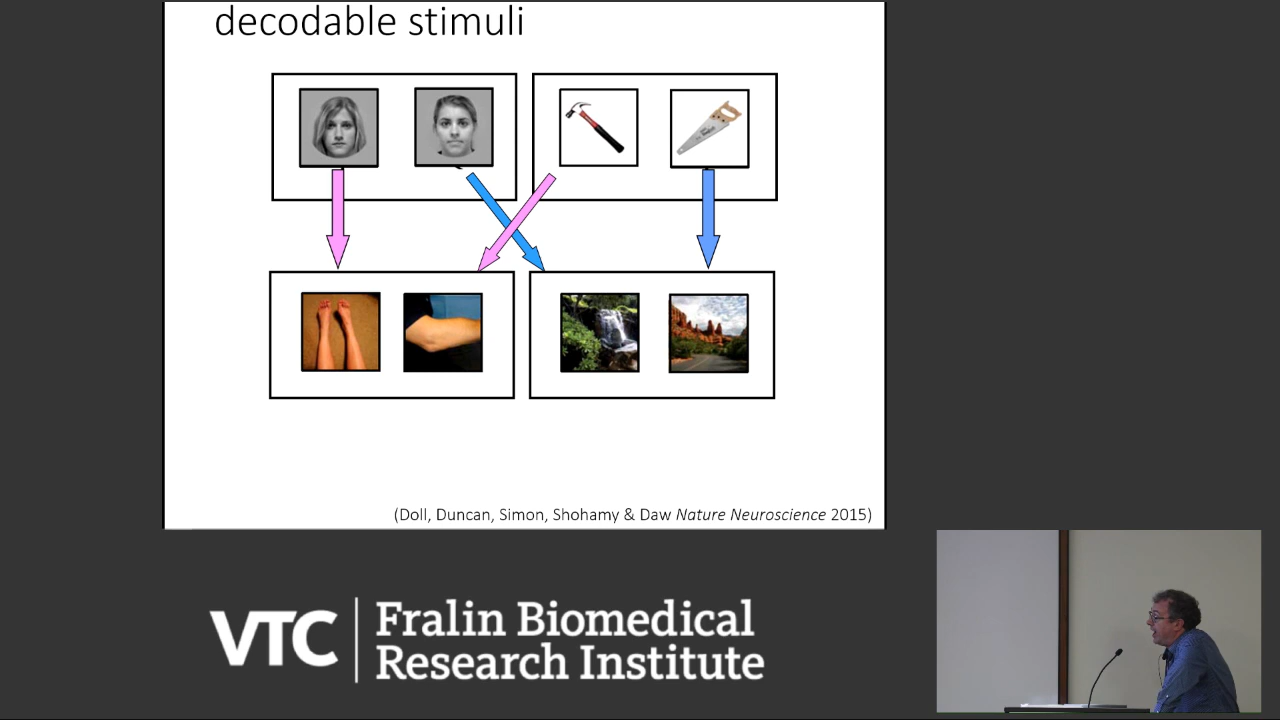 decodable stimuli
(Doll, Duncan, Simon, Shohamy & Daw Nature Neuroscience 2015)
VTC
Fralin Biomedical
Research Institute